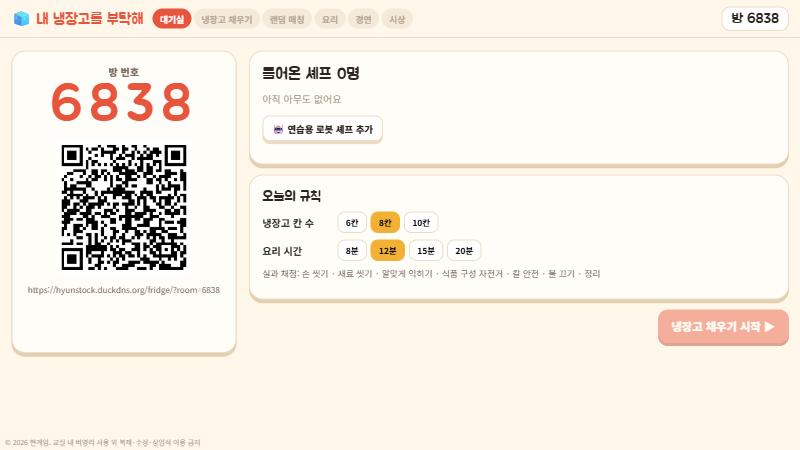 내 냉장고를 부탁해
대기실
냉장고 채우기
랜덤 매칭
요리
경연
시상
방 6838
방 번호
6838
https://hyunstock.duckdns.org/fridge/?room=6838
들어온 셰프 0명
아직 아무도 없어요
연습용 로봇 셰프 추가
오늘의 규칙
냉장고 칸 수
6칸
8칸
10칸
요리 시간
8분
12분
15분
20분
실과 채점: 손 씻기 · 재료 씻기 · 알맞게 익히기 · 식품 구성 자전거 · 칼 안전 · 불 끄기 · 정리
냉장고 채우기 시작 ▶
© 2026 현게임. 교실 내 비영리 사용 외 복제·수정·상업적 이용 금지